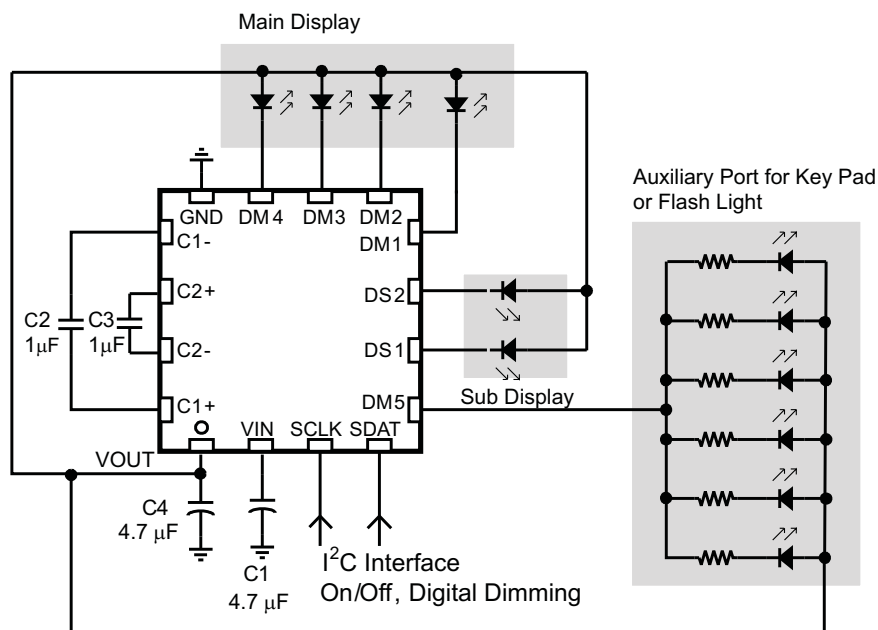 Main Display
Auxiliary Port for Key Pad
or Flash Light
GND
DM4
DM3
DM2
DM1
C1-
C2+
DS2
C2
1μF
C3
1μF
C2-
DS1
C1+
DM5
Sub Display
VIN
SCLK
SDAT
VOUT
C4
4.7 μF
C1
4.7 μF
I²C Interface
On/Off, Digital Dimming